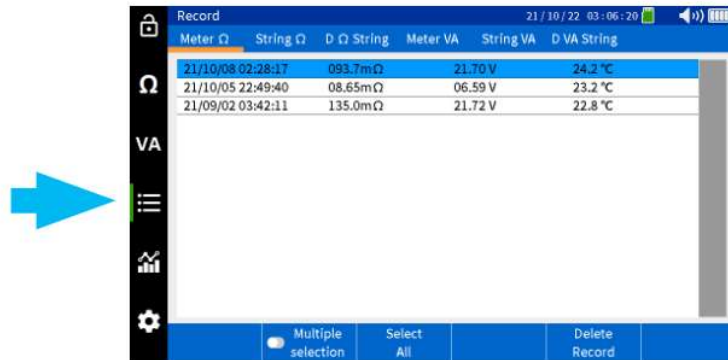 Record 21/10/22 03:06:20
Meter Ω String Ω D Ω String Meter VA String VA D VA String
21/10/08 02:28:17 093.7mΩ 21.70 V 24.2 ℃
21/10/05 22:49:40 08.65mΩ 06.59 V 23.2 ℃
21/09/02 03:42:11 135.0mΩ 21.72 V 22.8 ℃
Ω
VA
Multiple selection
Select All
Delete Record